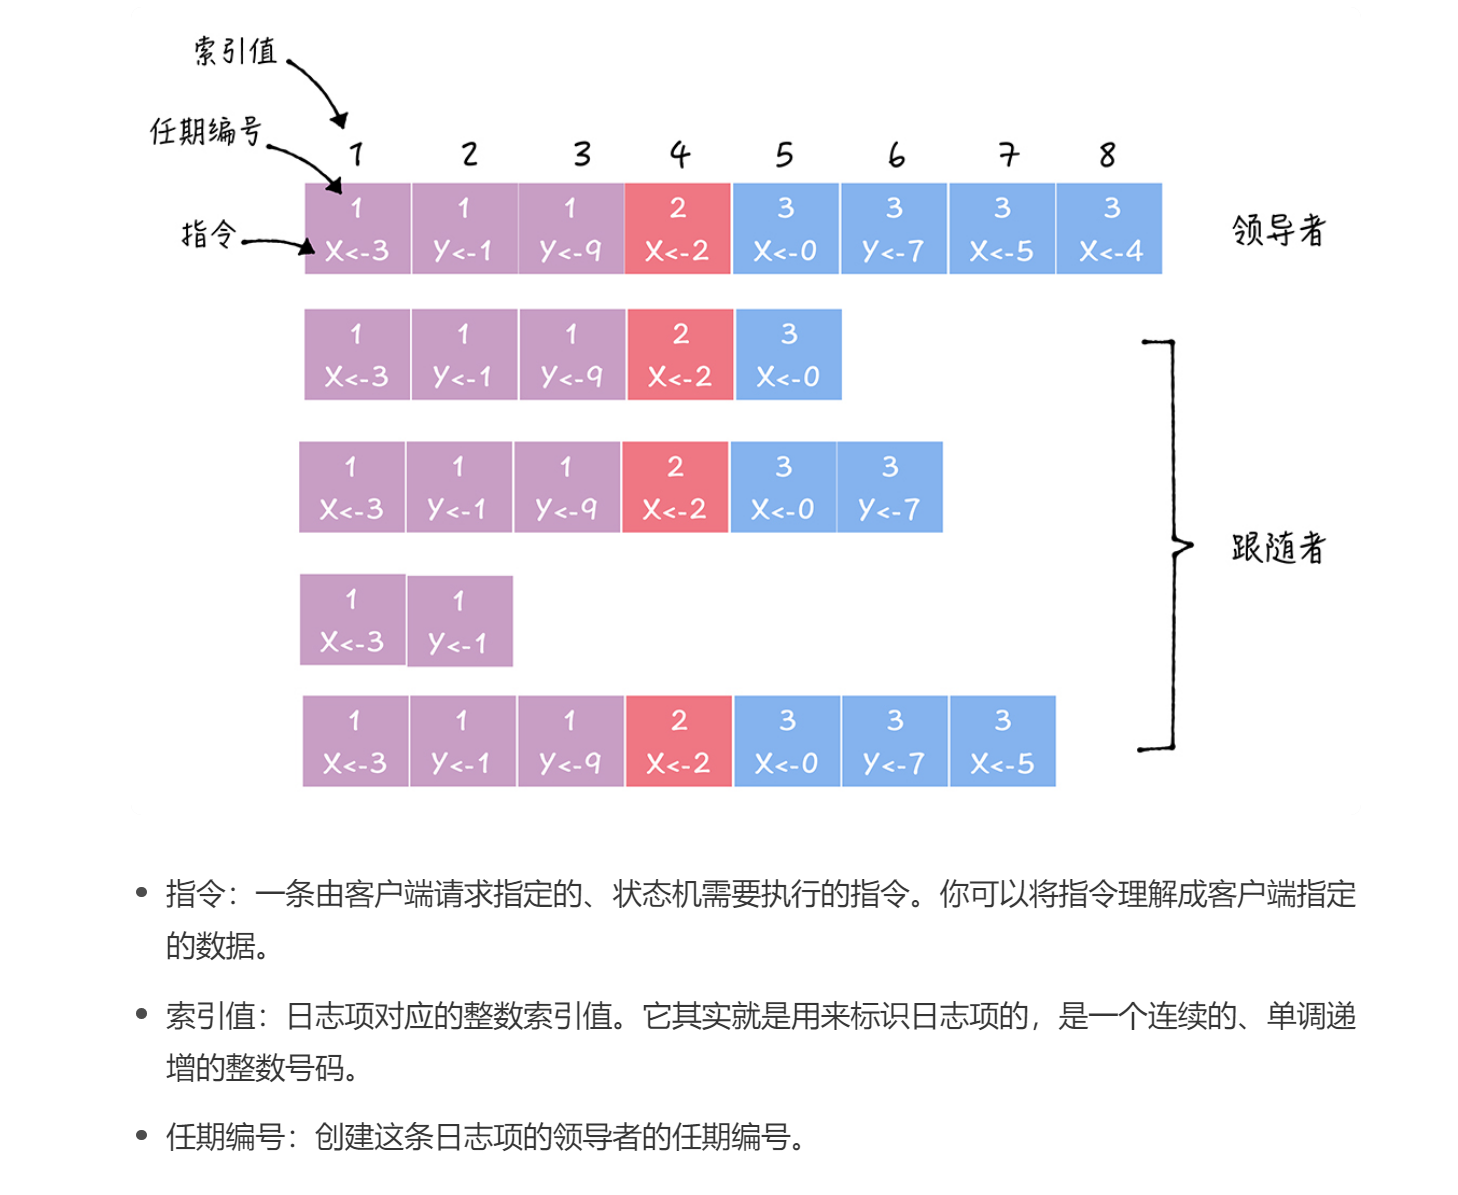 索引值
任期编号
1 2 3 4 5 6 7 8
1 1 1 2 3 3 3 3
指令
X<-3 Y<-1 Y<-9 X<-2 X<-0 Y<-7 X<-5 X<-4
领导者
1 1 1 2 3
X<-3 Y<-1 Y<-9 X<-2 X<-0
1 1 1 2 3 3
X<-3 Y<-1 Y<-9 X<-2 X<-0 Y<-7
跟随者
1 1
X<-3 Y<-1
1 1 1 2 3 3 3
X<-3 Y<-1 Y<-9 X<-2 X<-0 Y<-7 X<-5
• 指令：一条由客户端请求指定的、状态机需要执行的指令。你可以将指令理解成客户端指定
的数据。
• 索引值：日志项对应的整数索引值。它其实就是用来标识日志项的，是一个连续的、单调递
增的整数号码。
• 任期编号：创建这条日志项的领导者的任期编号。